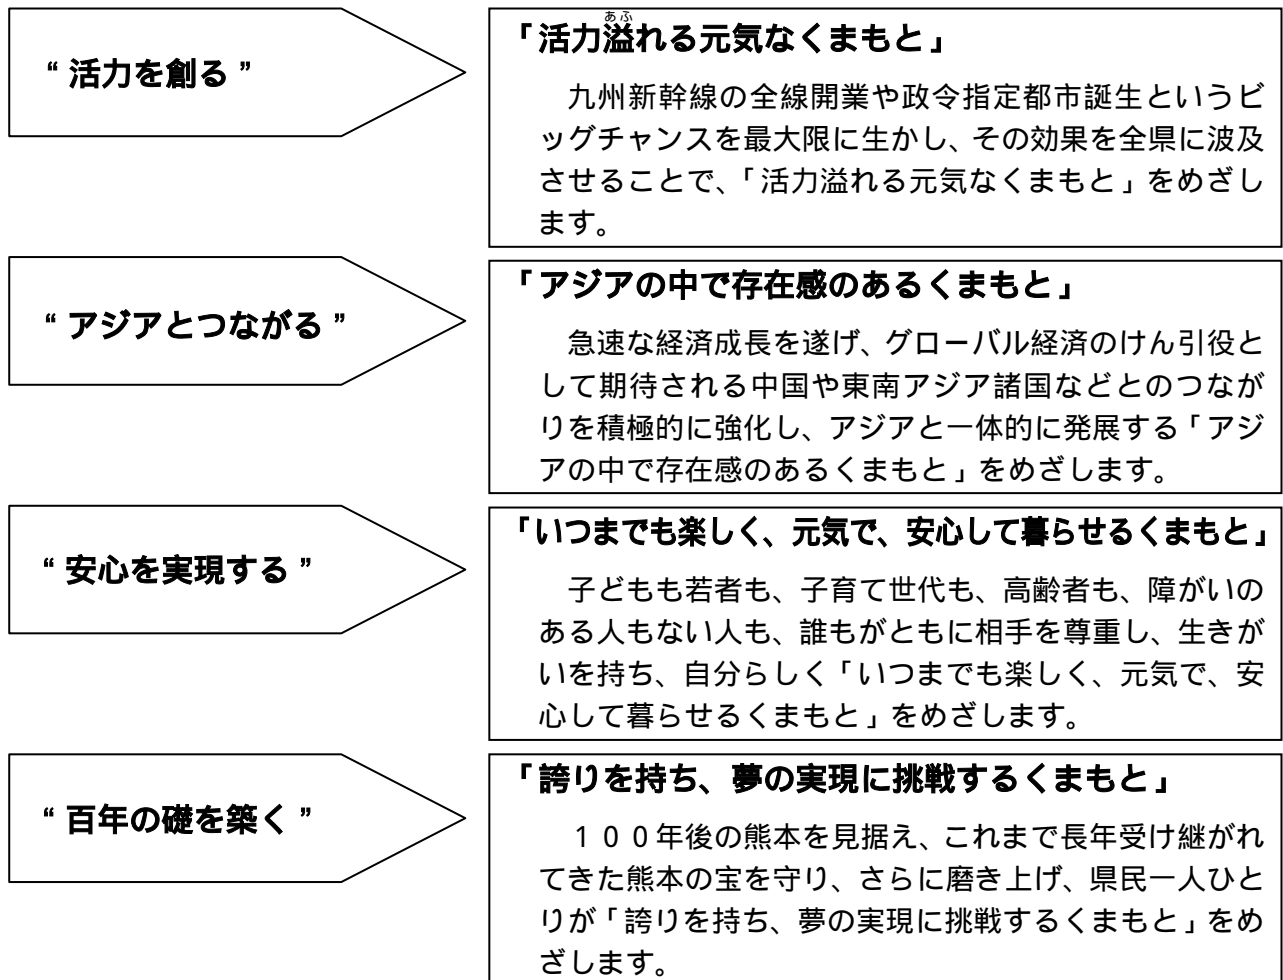 “活力を創る”
あふ
「活力溢れる元気なくまもと」
九州新幹線の全線開業や政令指定都市誕生というビ
ッグチャンスを最大限に生かし、その効果を全県に波及
させることで、「活力溢れる元気なくまもと」をめざし
ます。
“アジアとつながる”
「アジアの中で存在感のあるくまもと」
急速な経済成長を遂げ、グローバル経済のけん引役と
して期待される中国や東南アジア諸国などとのつなが
りを積極的に強化し、アジアと一体的に発展する「アジ
アの中で存在感のあるくまもと」をめざします。
“安心を実現する”
「いつまでも楽しく、元気で、安心して暮らせるくまもと」
子どもも若者も、子育て世代も、高齢者も、障がいの
ある人もない人も、誰もがともに相手を尊重し、生きが
いを持ち、自分らしく「いつまでも楽しく、元気で、安
心して暮らせるくまもと」をめざします。
“百年の礎を築く”
「誇りを持ち、夢の実現に挑戦するくまもと」
100年後の熊本を見据え、これまで長年受け継がれ
てきた熊本の宝を守り、さらに磨き上げ、県民一人ひと
りが「誇りを持ち、夢の実現に挑戦するくまもと」をめ
ざします。